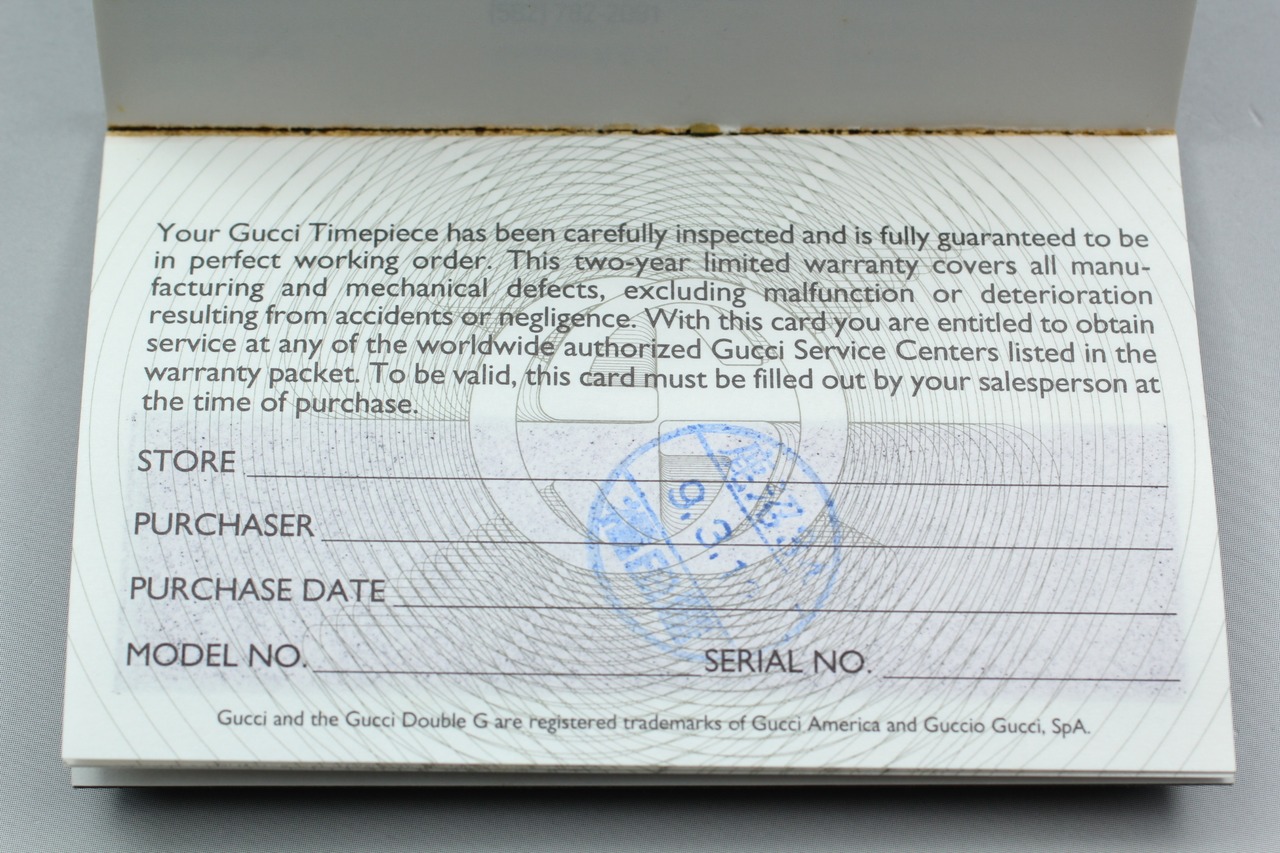 Your Gucci Timepiece has been carefully inspected and is fully guaranteed to be
in perfect working order. This two-year limited warranty covers all manu-
facturing and mechanical defects, excluding malfunction or deterioration
resulting from accidents or negligence. With this card you are entitled to obtain
service at any of the worldwide authorized Gucci Service Centers listed in the
warranty packet. To be valid, this card must be filled out by your salesperson at
the time of purchase.
STORE
PURCHASER
PURCHASE DATE
MODEL NO. SERIAL NO.
9.3.1
Gucci and the Gucci Double G are registered trademarks of Gucci America and Guccio Gucci, SpA.